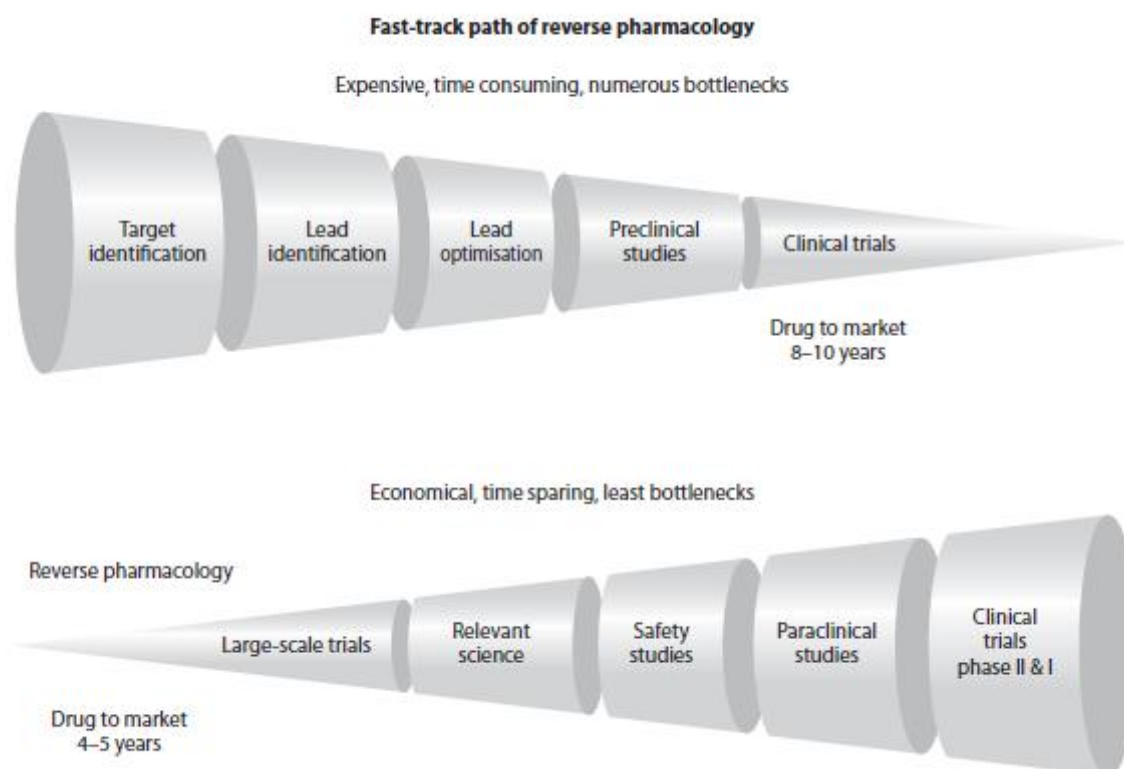 Fast-track path of reverse pharmacology
Expensive, time consuming, numerous bottlenecks
Target
identification
Lead
identification
Lead
optimisation
Preclinical
studies
Clinical trials
Drug to market
8–10 years
Economical, time sparing, least bottlenecks
Reverse pharmacology
Large-scale trials
Relevant
science
Safety
studies
Paraclinical
studies
Clinical
trials
phase II & I
Drug to market
4–5 years